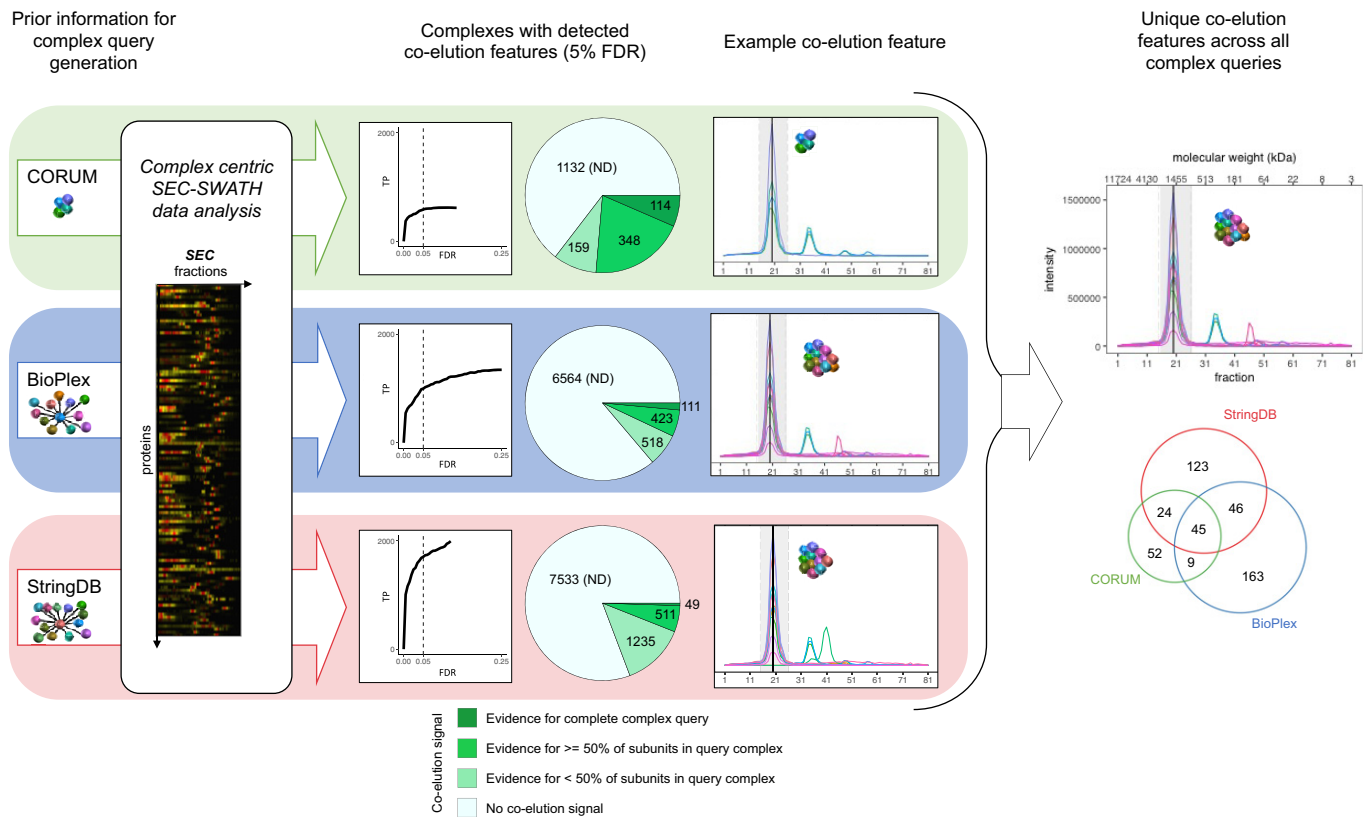 Prior information for
complex query
generation
Complexes with detected
co-elution features (5% FDR)
Example co-elution feature
Unique co-elution
features across all
complex queries
CORUM
Complex centric
SEC-SWATH
data analysis
SEC
fractions
proteins
2000
TP
0
0.00 0.05 0.25
FDR
1132 (ND)
114
348
159
1 11 21 31 41 51 61 71 81
BioPlex
2000
TP
0
0.00 0.05 0.25
FDR
6564 (ND)
111
423
518
1 11 21 31 41 51 61 71 81
StringDB
2000
TP
0
0.00 0.05 0.25
FDR
7533 (ND)
49
511
1235
1 11 21 31 41 51 61 71 81
molecular weight (kDa)
11724 4130 1455 513 181 64 22 8 3
1500000
1000000
500000
0
intensity
1 11 21 31 41 51 61 71 81
fraction
StringDB
123
24
46
45
52
9
163
CORUM
BioPlex
Co-elution signal
Evidence for complete complex query
Evidence for >= 50% of subunits in query complex
Evidence for < 50% of subunits in query complex
No co-elution signal